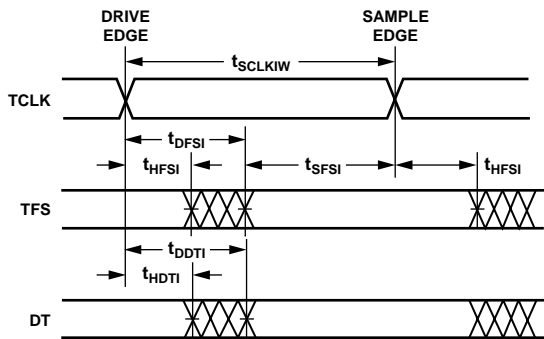 DRIVE EDGE
SAMPLE EDGE
tSCLKIW
TCLK
tDFSI
tHFSI
tSFSI
tHFSI
TFS
tDDTI
tHDTI
DT